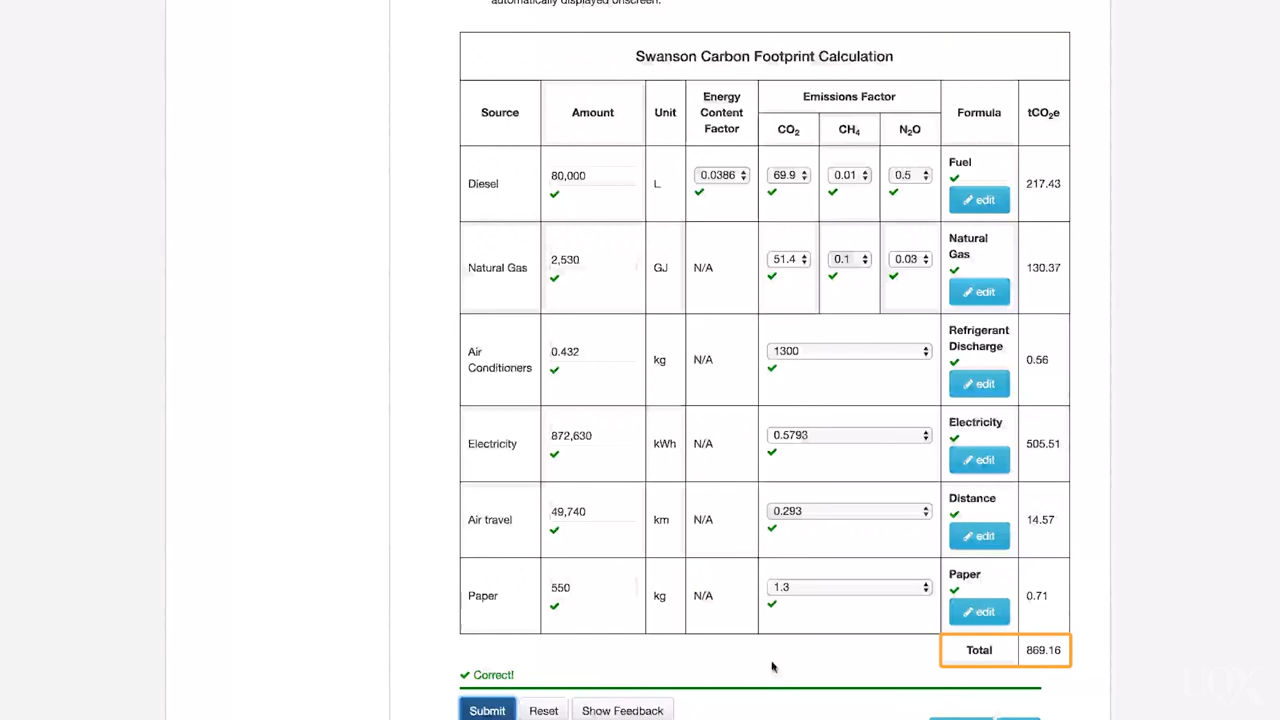 automatically displayed onscreen.
Swanson Carbon Footprint Calculation
Source
Amount
Unit
Energy
Content
Factor
Emissions Factor
CO₂
CH₄
N₂O
Formula
tCO₂e
Diesel
80,000
L
0.0386
69.9
0.01
0.5
Fuel
edit
217.43
Natural Gas
2,530
GJ
N/A
51.4
0.1
0.03
Natural
Gas
edit
130.37
Air
Conditioners
0.432
kg
N/A
1300
Refrigerant
Discharge
edit
0.56
Electricity
872,630
kWh
N/A
0.5793
Electricity
edit
505.51
Air travel
49,740
km
N/A
0.293
Distance
edit
14.57
Paper
550
kg
N/A
1.3
Paper
edit
0.71
Total
869.16
Correct!
Submit
Reset
Show Feedback
UQx